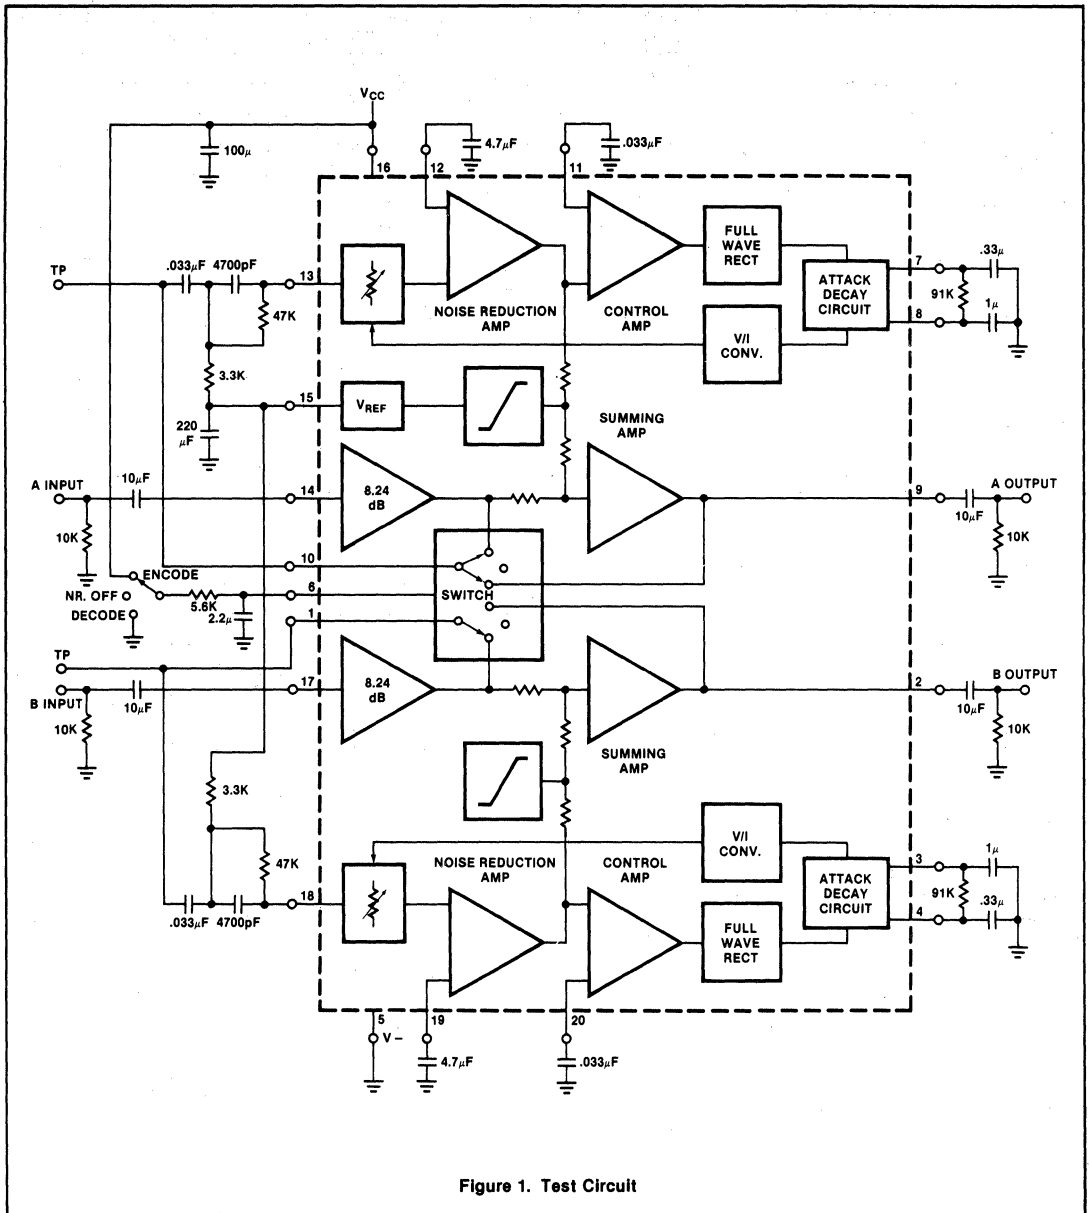 VCC
100μ
16
12
4.7μF
11
.033μF
TP
.033μF
4700pF
13
47K
3.3K
220
μF
15
VREF
NOISE REDUCTION
AMP
CONTROL
AMP
FULL
WAVE
RECT
V/I
CONV.
ATTACK
DECAY
CIRCUIT
7
8
.33μ
91K
1μ
SUMMING
AMP
A INPUT
10μF
10K
14
8.24
dB
9
10μF
A OUTPUT
10K
10
ENCODE
NR. OFF
DECODE
5.6K
2.2μ
6
1
SWITCH
TP
B INPUT
10μF
10K
17
8.24
dB
2
10μF
B OUTPUT
10K
SUMMING
AMP
3.3K
47K
.033μF
4700pF
18
NOISE REDUCTION
AMP
CONTROL
AMP
V/I
CONV.
FULL
WAVE
RECT
ATTACK
DECAY
CIRCUIT
3
4
1μ
91K
.33μ
5
V –
19
4.7μF
20
.033μF
Figure 1. Test Circuit